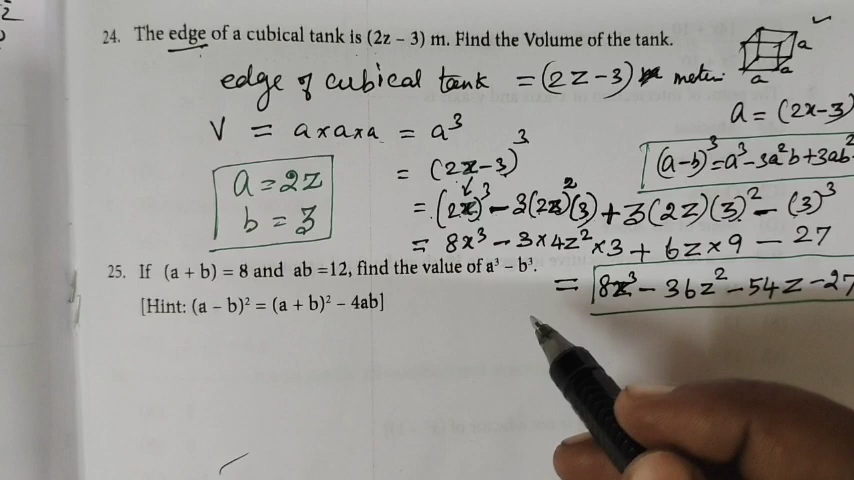 24. The edge of a cubical tank is (2z – 3) m. Find the Volume of the tank.
edge of cubical tank = (2z – 3) meter.
a
a
a
a = (2x-3)
V = a×a×a = a³
(a-b)³ = a³-3a²b+3ab²
= (2x-3)³
a = 2z
b = 3
= (2z)³ – 3(2z)²(3) + 3(2z)(3)² – (3)³
= 8x³ – 3×4z²×3 + 6z×9 – 27
25. If (a + b) = 8 and ab =12, find the value of a³ – b³.
= 8z³ – 36z² – 54z – 27
[Hint: (a – b)² = (a + b)² – 4ab]